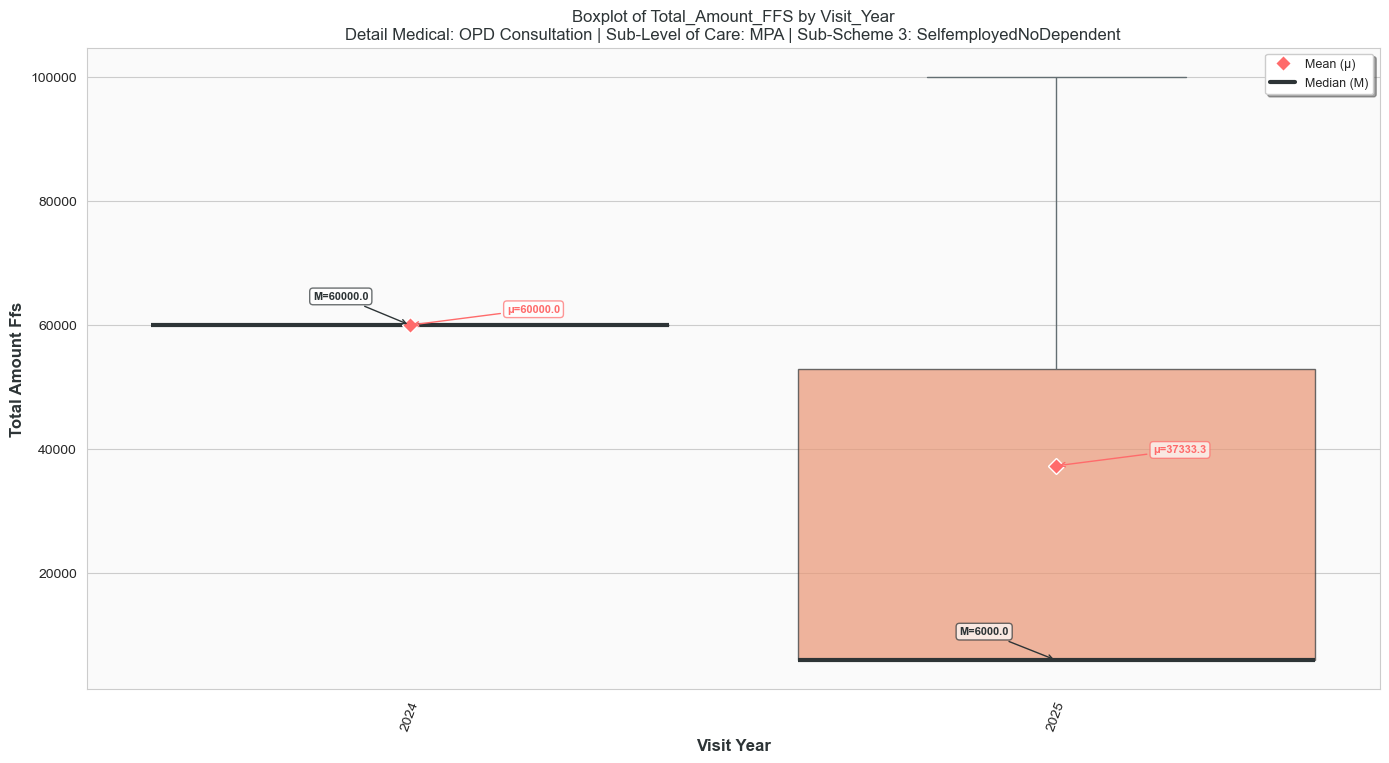 Boxplot of Total_Amount_FFS by Visit_Year
Detail Medical: OPD Consultation | Sub-Level of Care: MPA | Sub-Scheme 3: SelfemployedNoDependent
Mean (μ)
Median (M)
Total Amount Ffs
100000
80000
60000
40000
20000
M=60000.0
μ=60000.0
μ=37333.3
M=6000.0
2024
2025
Visit Year